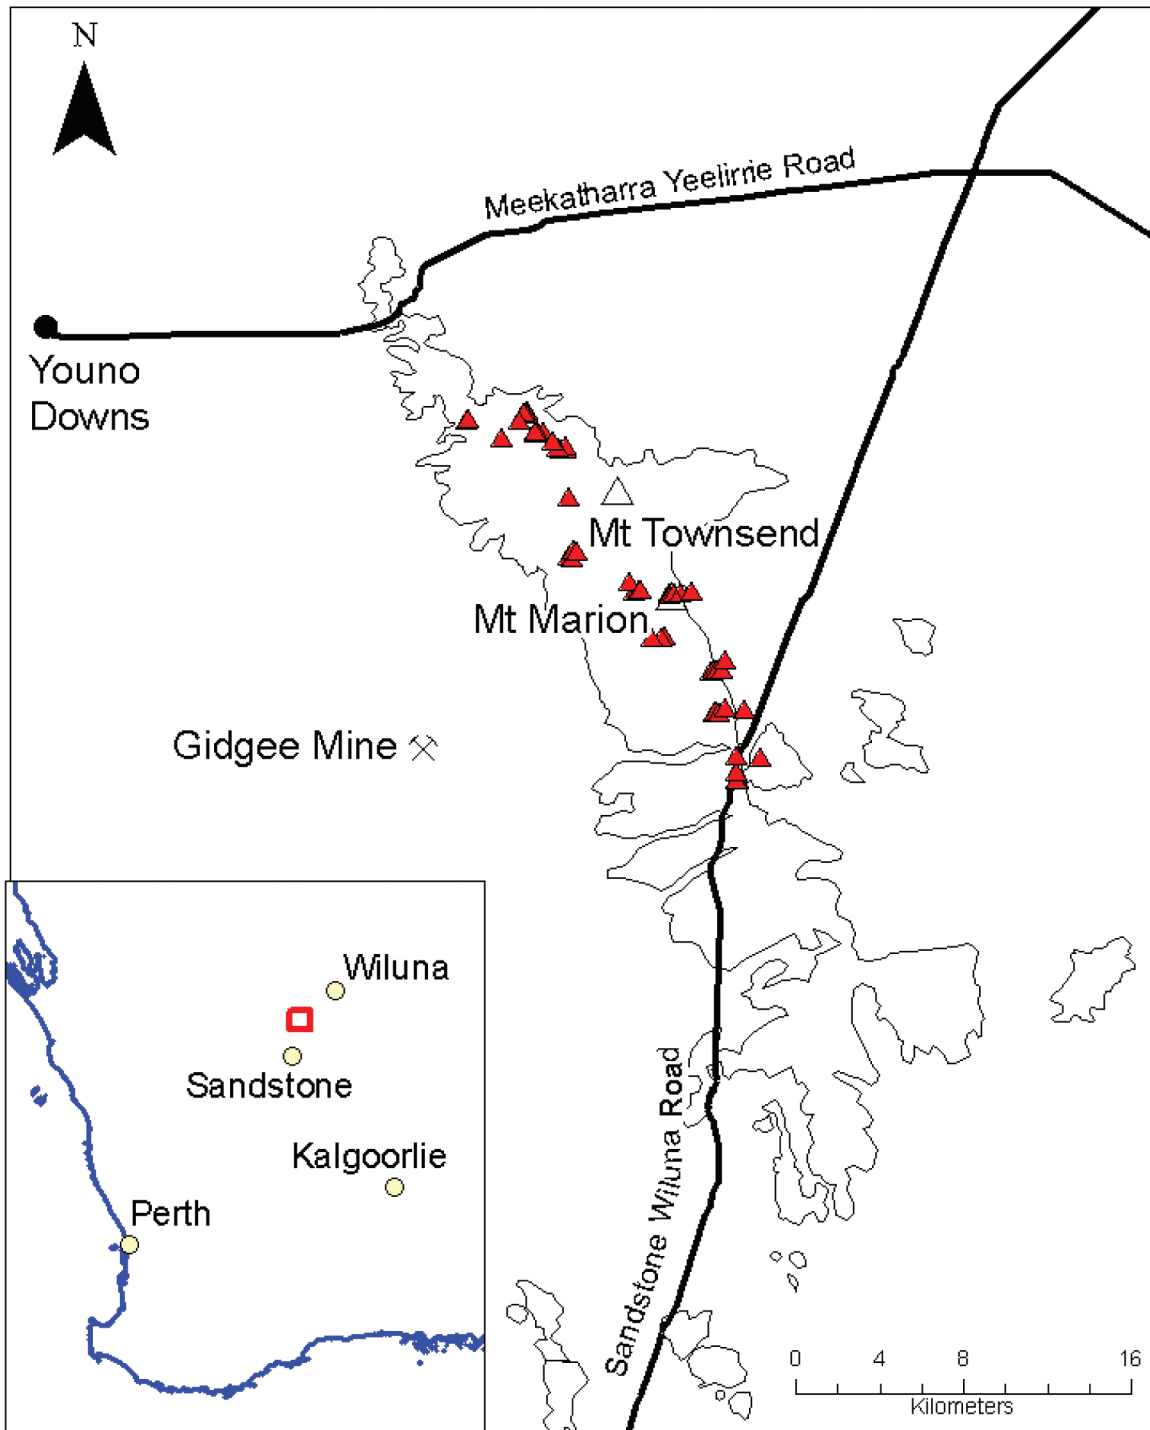 N
Meekatharra Yeelirrie Road
Youno
Downs
Mt Townsend
Mt Marion
Gidgee Mine
Wiluna
Sandstone
Kalgoorlie
Perth
Sandstone Wiluna Road
0 4 8 16
Kilometers